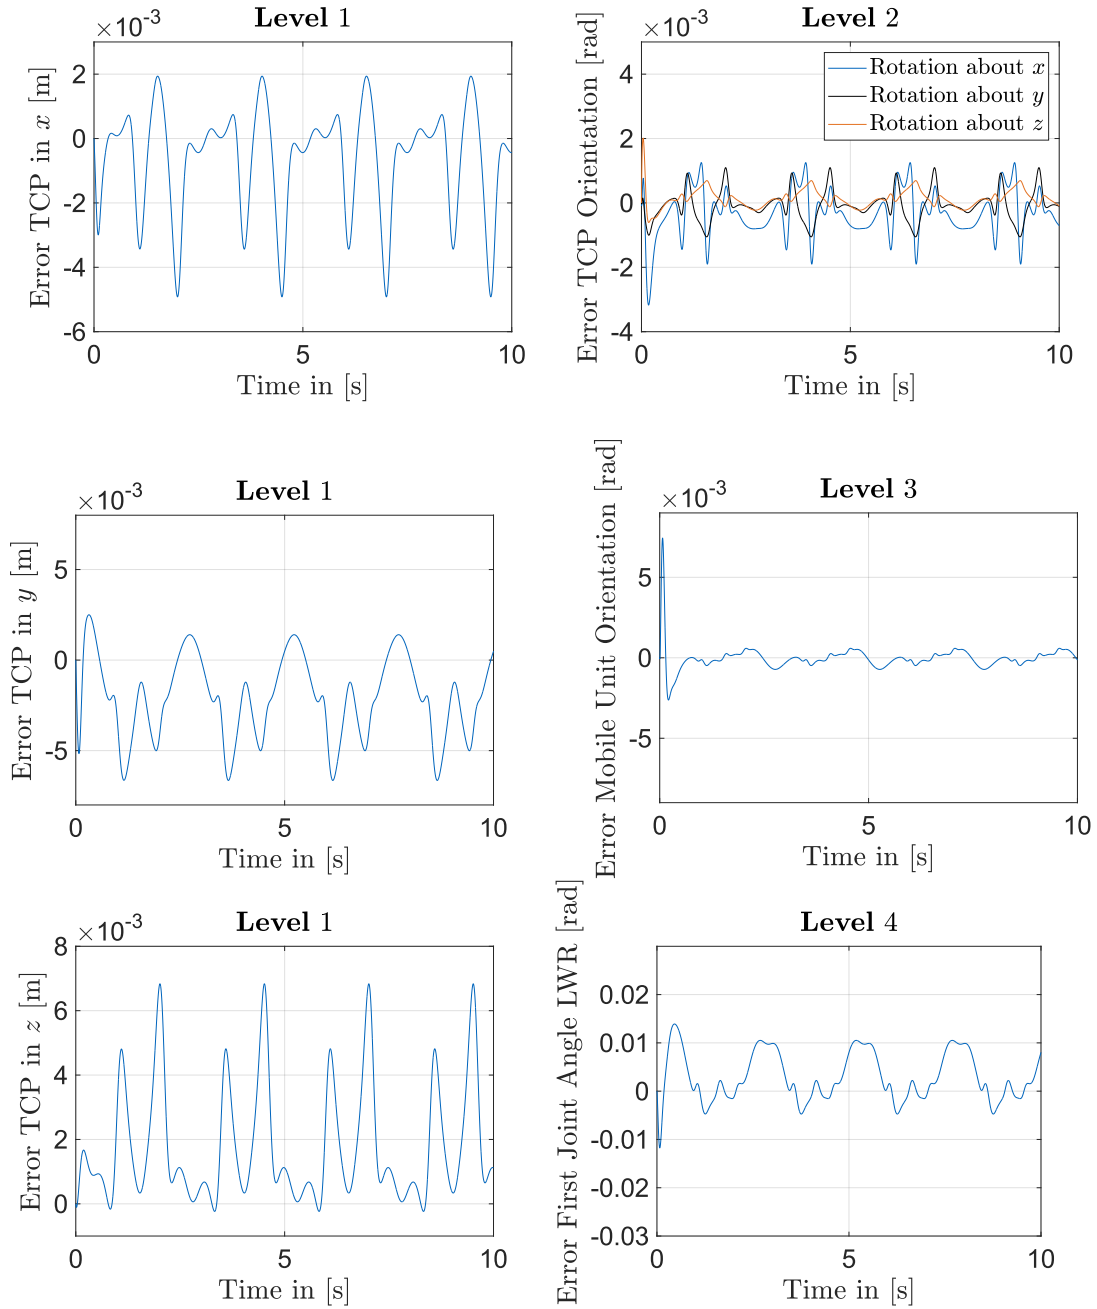 Level 1
×10-3
Error TCP in x [m]
2
0
-2
-4
-6
0
5
10
Time in [s]
Level 2
×10-3
Error TCP Orientation [rad]
4
2
0
-2
-4
0
5
10
Time in [s]
Rotation about x
Rotation about y
Rotation about z
Level 1
×10-3
Error TCP in y [m]
5
0
-5
0
5
10
Time in [s]
Level 3
×10-3
Error Mobile Unit Orientation [rad]
5
0
-5
0
5
10
Time in [s]
Level 1
×10-3
Error TCP in z [m]
8
6
4
2
0
0
5
10
Time in [s]
Level 4
Error First Joint Angle LWR [rad]
0.02
0.01
0
-0.01
-0.02
-0.03
0
5
10
Time in [s]